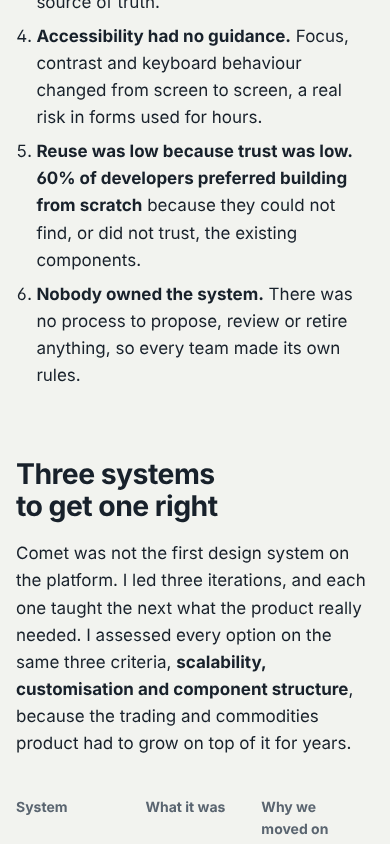 source of truth.
4. Accessibility had no guidance. Focus,
contrast and keyboard behaviour
changed from screen to screen, a real
risk in forms used for hours.
5. Reuse was low because trust was low.
60% of developers preferred building
from scratch because they could not
find, or did not trust, the existing
components.
6. Nobody owned the system. There was
no process to propose, review or retire
anything, so every team made its own
rules.
Three systems
to get one right
Comet was not the first design system on
the platform. I led three iterations, and each
one taught the next what the product really
needed. I assessed every option on the
same three criteria, scalability,
customisation and component structure,
because the trading and commodities
product had to grow on top of it for years.
System What it was Why we
moved on